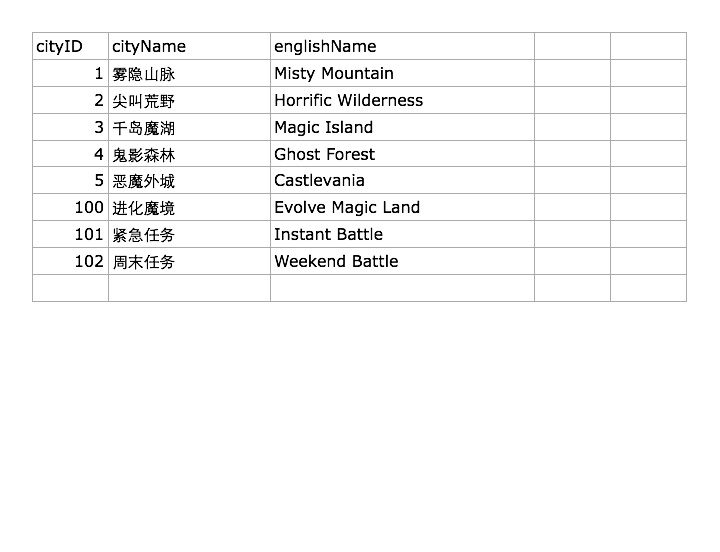 cityID cityName englishName
1 雾隐山脉 Misty Mountain
2 尖叫荒野 Horrific Wilderness
3 千岛魔湖 Magic Island
4 鬼影森林 Ghost Forest
5 恶魔外城 Castlevania
100 进化魔境 Evolve Magic Land
101 紧急任务 Instant Battle
102 周末任务 Weekend Battle